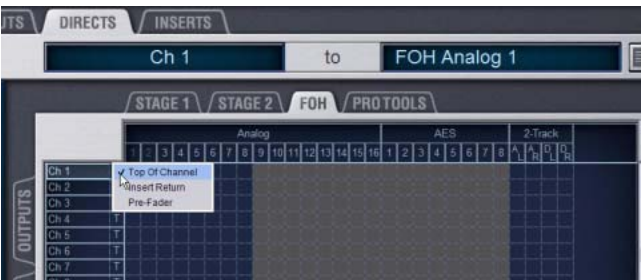 UTS DIRECTS INSERTS
Ch 1 to FOH Analog 1
STAGE 1 STAGE 2 FOH PRO TOOLS
Analog AES 2-Track
1 2 3 4 5 6 7 8 9 10 11 12 13 14 15 16 1 2 3 4 5 6 7 8 A L A R D L D R
Ch 1 ✓ Top Of Channel
Ch 2 Insert Return
Ch 3 Pre-Fader
Ch 4 T
Ch 5 T
Ch 6 T
Ch 7 T
OUTPUTS